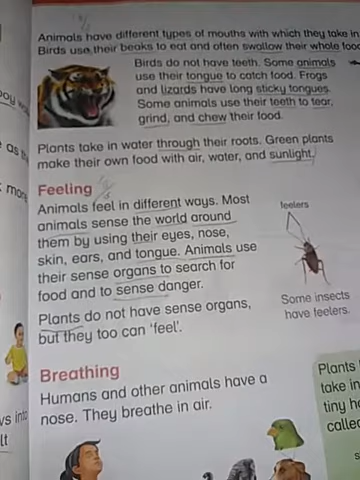 Animals have different types of mouths with which they take in
Birds use their beaks to eat and often swallow their whole food
Birds do not have teeth. Some animals
use their tongue to catch food. Frogs
and lizards have long sticky tongues.
Some animals use their teeth to tear,
grind, and chew their food.
Plants take in water through their roots. Green plants
make their own food with air, water, and sunlight.
Feeling
Animals feel in different ways. Most
animals sense the world around
them by using their eyes, nose,
skin, ears, and tongue. Animals use
their sense organs to search for
food and to sense danger.
feelers
Some insects
have feelers.
Plants do not have sense organs,
but they too can 'feel'.
Breathing
Humans and other animals have a
nose. They breathe in air.
Plants
take in
tiny
as
more